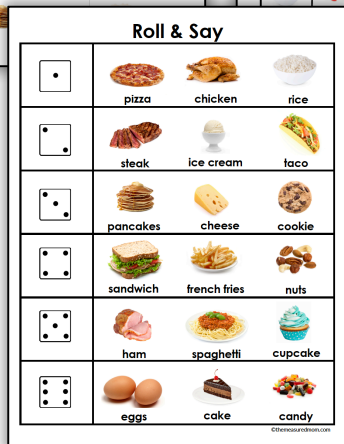 Roll & Say
pizza chicken rice
steak ice cream taco
pancakes cheese cookie
sandwich french fries nuts
ham spaghetti cupcake
eggs cake candy
©themeasuredmom.com